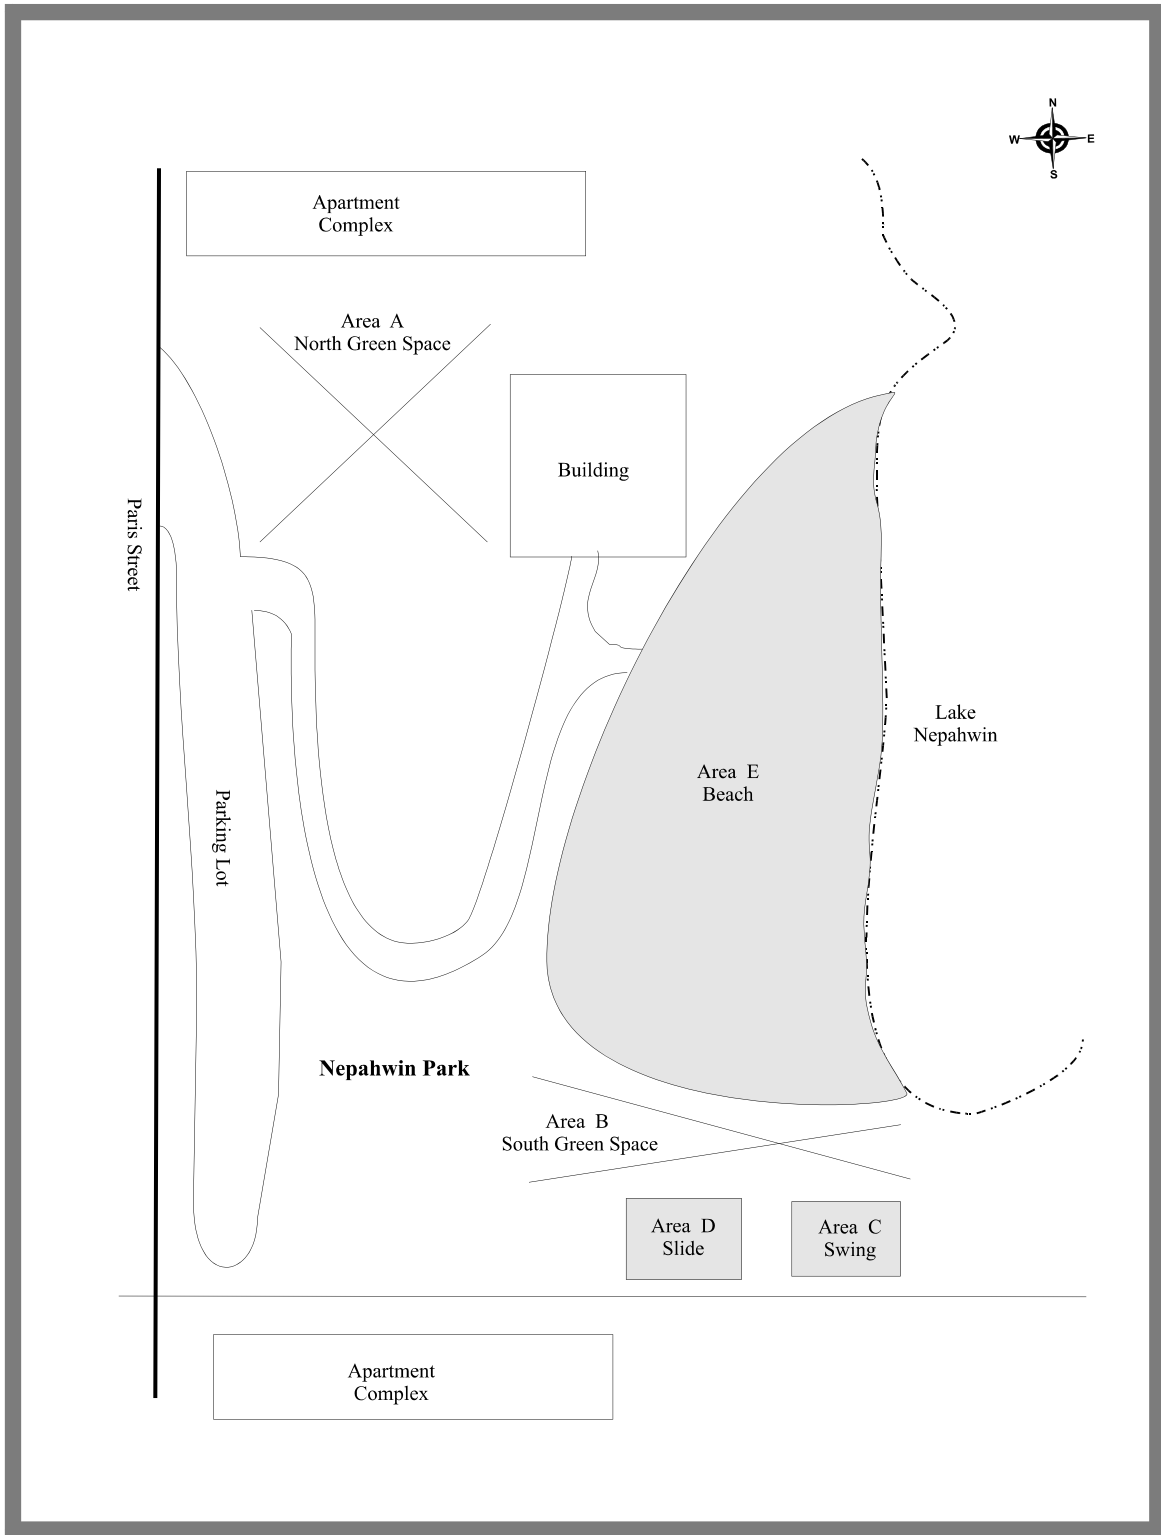 N
W E
S
Apartment
Complex
Area A
North Green Space
Building
Paris Street
Lake
Nepahwin
Area E
Beach
Parking Lot
Nepahwin Park
Area B
South Green Space
Area D
Slide
Area C
Swing
Apartment
Complex